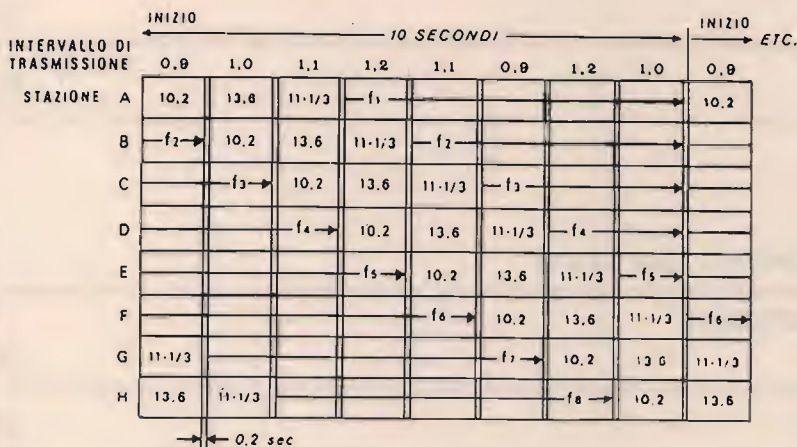 INIZIO INIZIO
10 SECONDI ETC.
INTERVALLO DI
TRASMISSIONE 0,9 1,0 1,1 1,2 1,1 0,9 1,2 1,0 0,9
STAZIONE A 10.2 13.6 11-1/3 f1 10.2
B f2 10.2 13.6 11-1/3 f2
C f3 10.2 13.6 11-1/3 f3
D f4 10.2 13.6 11-1/3 f4
E f5 10.2 13.6 11-1/3 f5
F f6 10.2 13.6 11-1/3 f6
G 11-1/3 f7 10.2 13.6 11-1/3
H 13.6 11-1/3 f8 10.2 13.6
0,2 sec